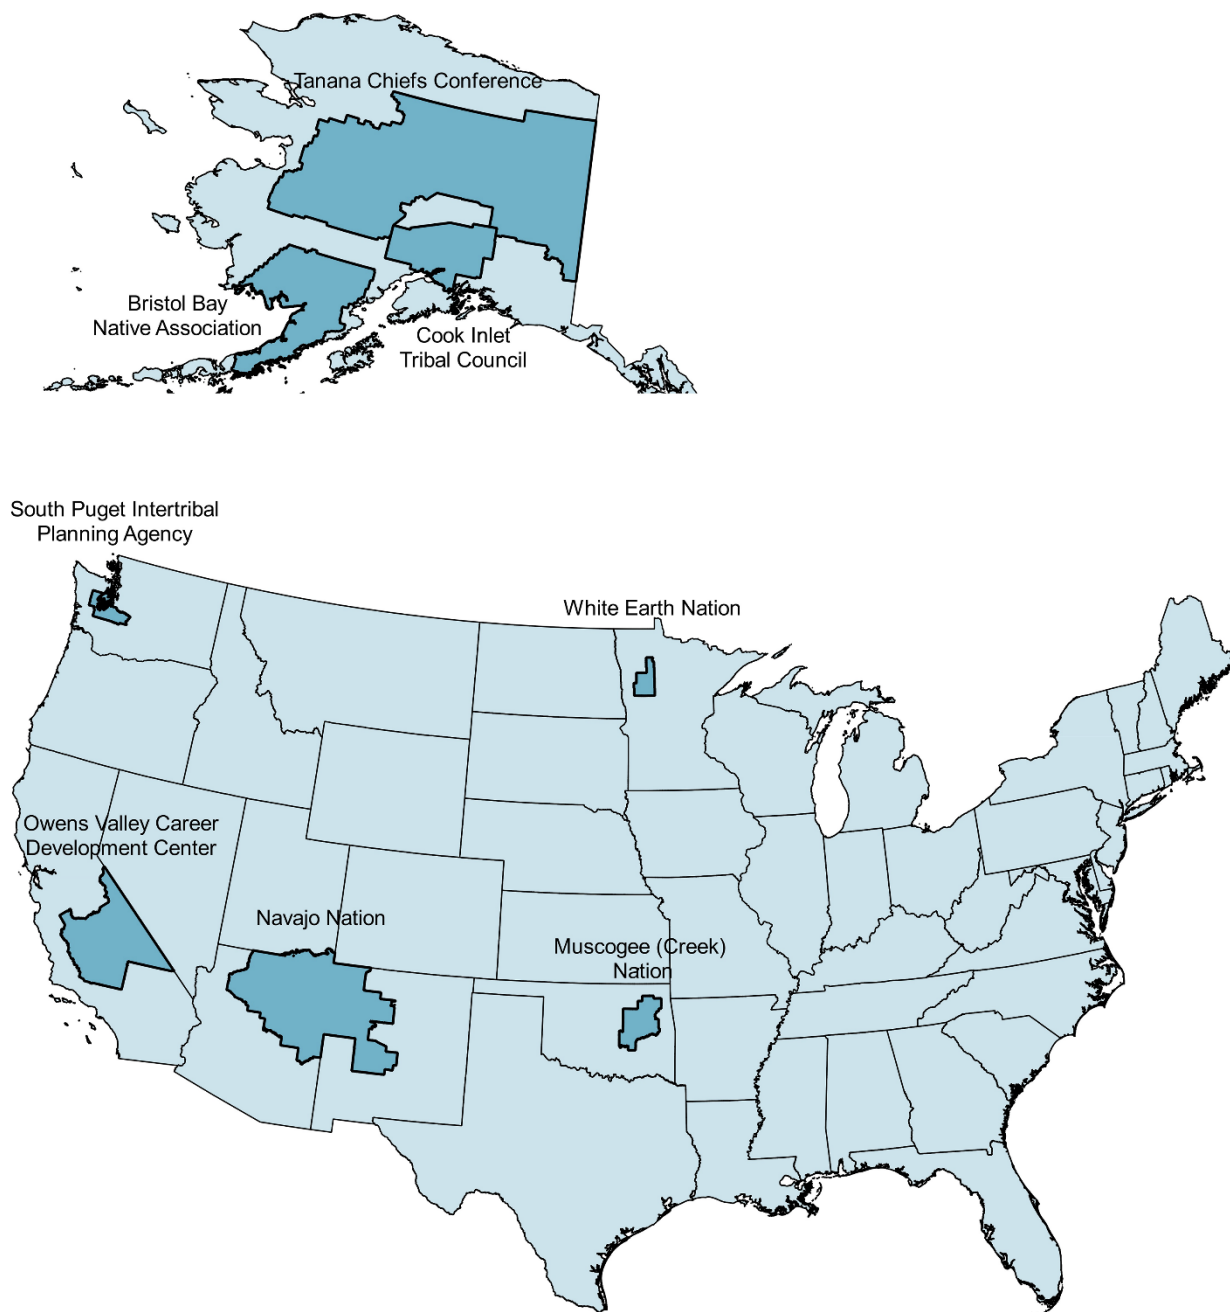 Tanana Chiefs Conference
Bristol Bay
Native Association
Cook Inlet
Tribal Council
South Puget Intertribal
Planning Agency
White Earth Nation
Owens Valley Career
Development Center
Navajo Nation
Muscogee (Creek)
Nation